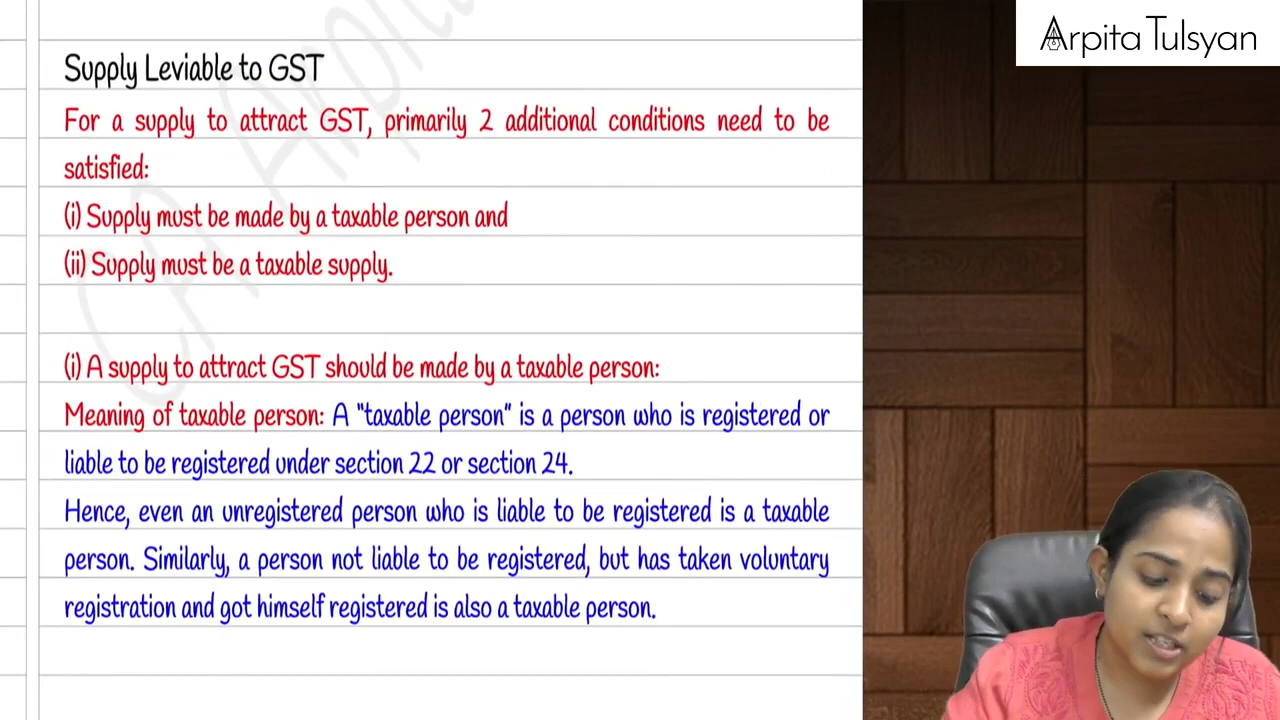 Arpita Tulsyan
Supply Leviable to GST
For a supply to attract GST, primarily 2 additional conditions need to be
satisfied:
(i) Supply must be made by a taxable person and
(ii) Supply must be a taxable supply.
(i) A supply to attract GST should be made by a taxable person:
Meaning of taxable person: A "taxable person" is a person who is registered or
liable to be registered under section 22 or section 24.
Hence, even an unregistered person who is liable to be registered is a taxable
person. Similarly, a person not liable to be registered, but has taken voluntary
registration and got himself registered is also a taxable person.